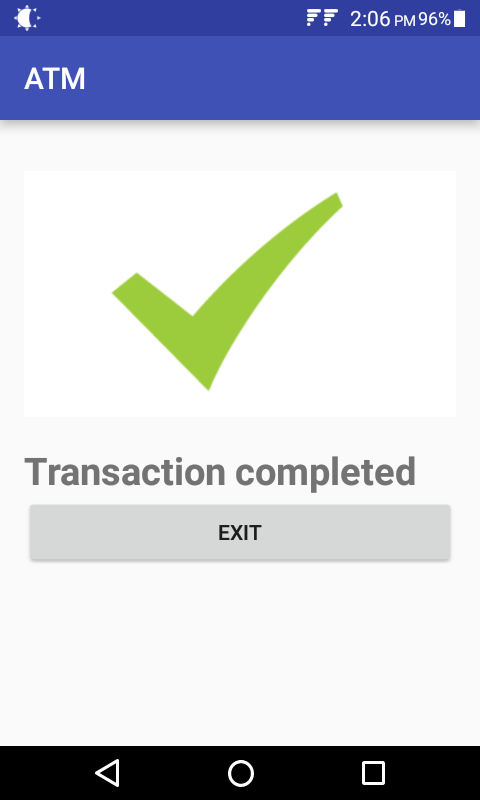 2:06 PM 96%
ATM
Transaction completed
EXIT